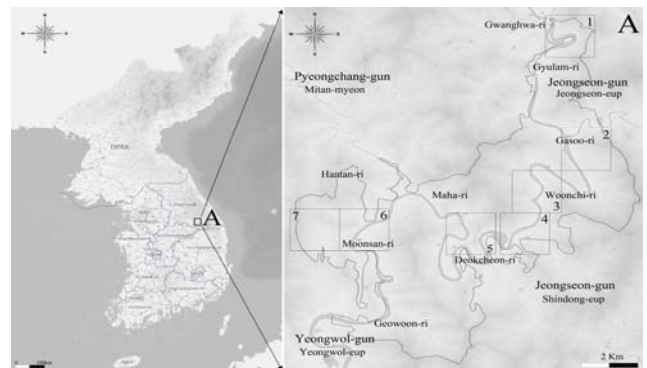 A
A
1
Gwanghwa-ri
Gyulam-ri
Pyeongchang-gun
Mitan-myeon
Jeongseon-gun
Jeongseon-eup
2
Gasoo-ri
Hantan-ri
Maha-ri
Woonchi-ri
3
7
6
4
Moonsan-ri
5
Deokcheon-ri
Jeongseon-gun
Shindong-eup
Geowoon-ri
Yeongwol-gun
Yeongwol-eup
2 Km